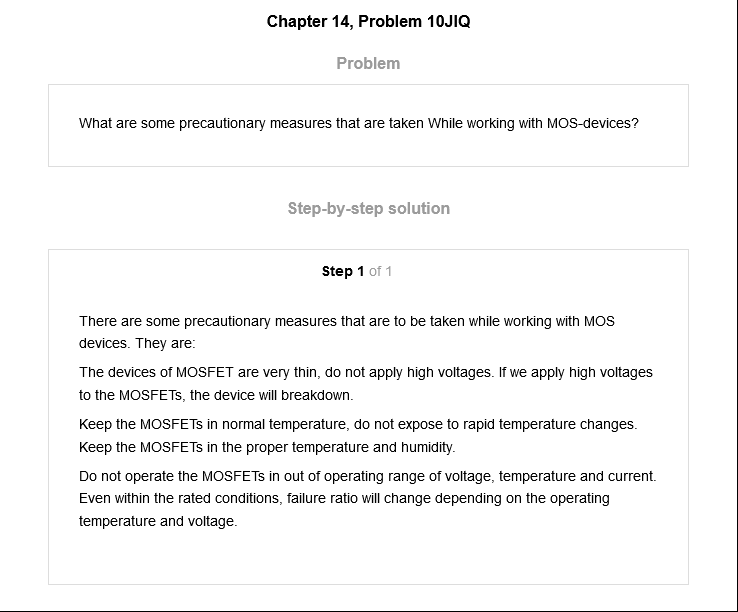 Chapter 14, Problem 10JIQ
Problem
What are some precautionary measures that are taken While working with MOS-devices?
Step-by-step solution
Step 1 of 1
There are some precautionary measures that are to be taken while working with MOS
devices. They are:
The devices of MOSFET are very thin, do not apply high voltages. If we apply high voltages
to the MOSFETs, the device will breakdown.
Keep the MOSFETs in normal temperature, do not expose to rapid temperature changes.
Keep the MOSFETs in the proper temperature and humidity.
Do not operate the MOSFETs in out of operating range of voltage, temperature and current.
Even within the rated conditions, failure ratio will change depending on the operating
temperature and voltage.